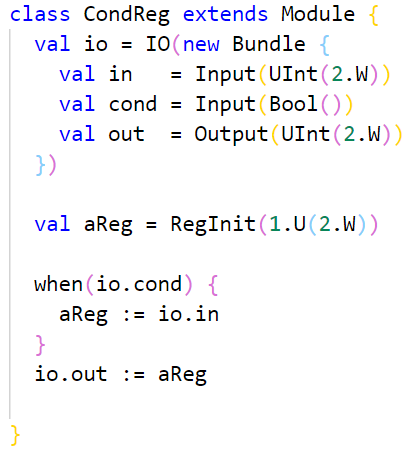 class CondReg extends Module {
  val io = IO(new Bundle {
    val in   = Input(UInt(2.W))
    val cond = Input(Bool())
    val out  = Output(UInt(2.W))
  })

  val aReg = RegInit(1.U(2.W))

  when(io.cond) {
    aReg := io.in
  }
  io.out := aReg

}